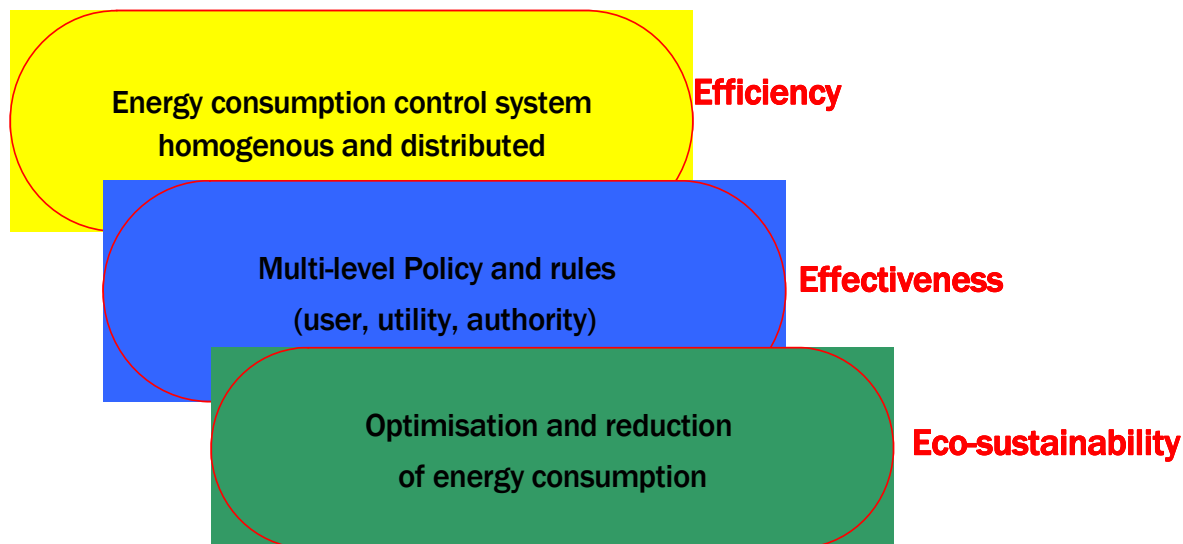 Energy consumption control system
homogenous and distributed
Efficiency
Multi-level Policy and rules
(user, utility, authority)
Effectiveness
Optimisation and reduction
of energy consumption
Eco-sustainability